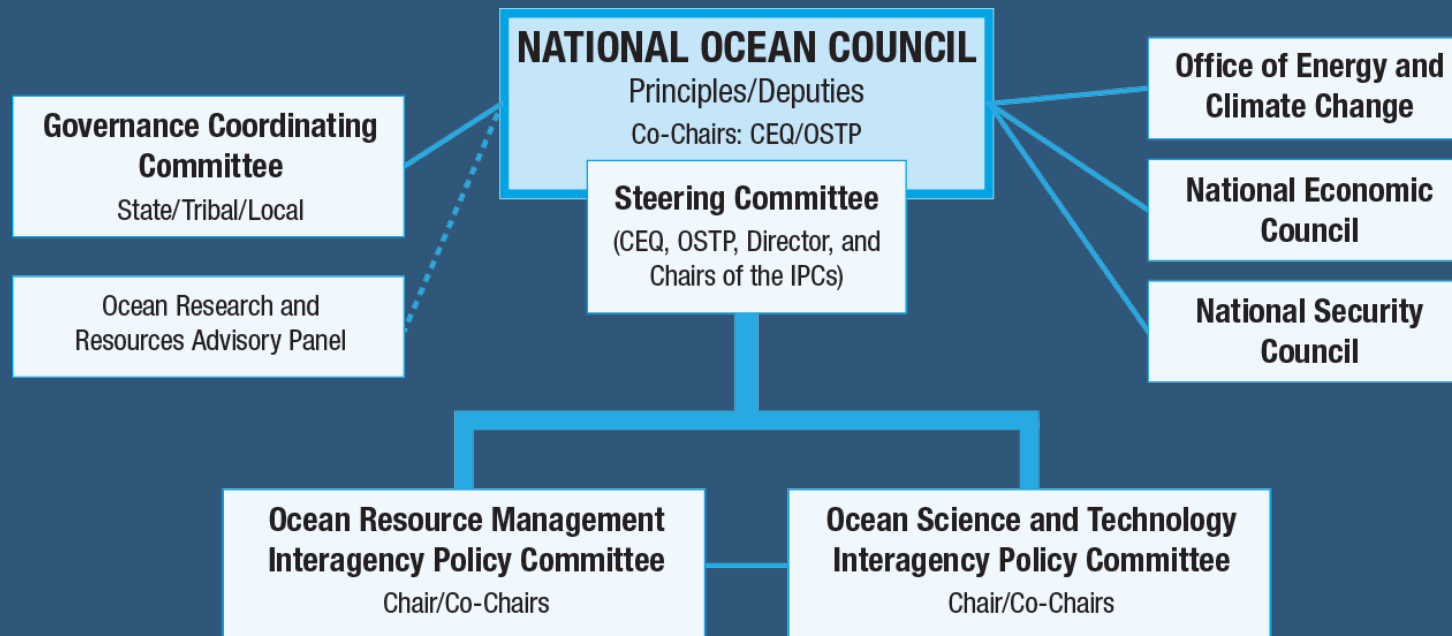 NATIONAL OCEAN COUNCIL
Principles/Deputies
Co-Chairs: CEQ/OSTP
Steering Committee
(CEQ, OSTP, Director, and
Chairs of the IPCs)
Governance Coordinating
Committee
State/Tribal/Local
Ocean Research and
Resources Advisory Panel
Office of Energy and
Climate Change
National Economic
Council
National Security
Council
Ocean Resource Management
Interagency Policy Committee
Chair/Co-Chairs
Ocean Science and Technology
Interagency Policy Committee
Chair/Co-Chairs